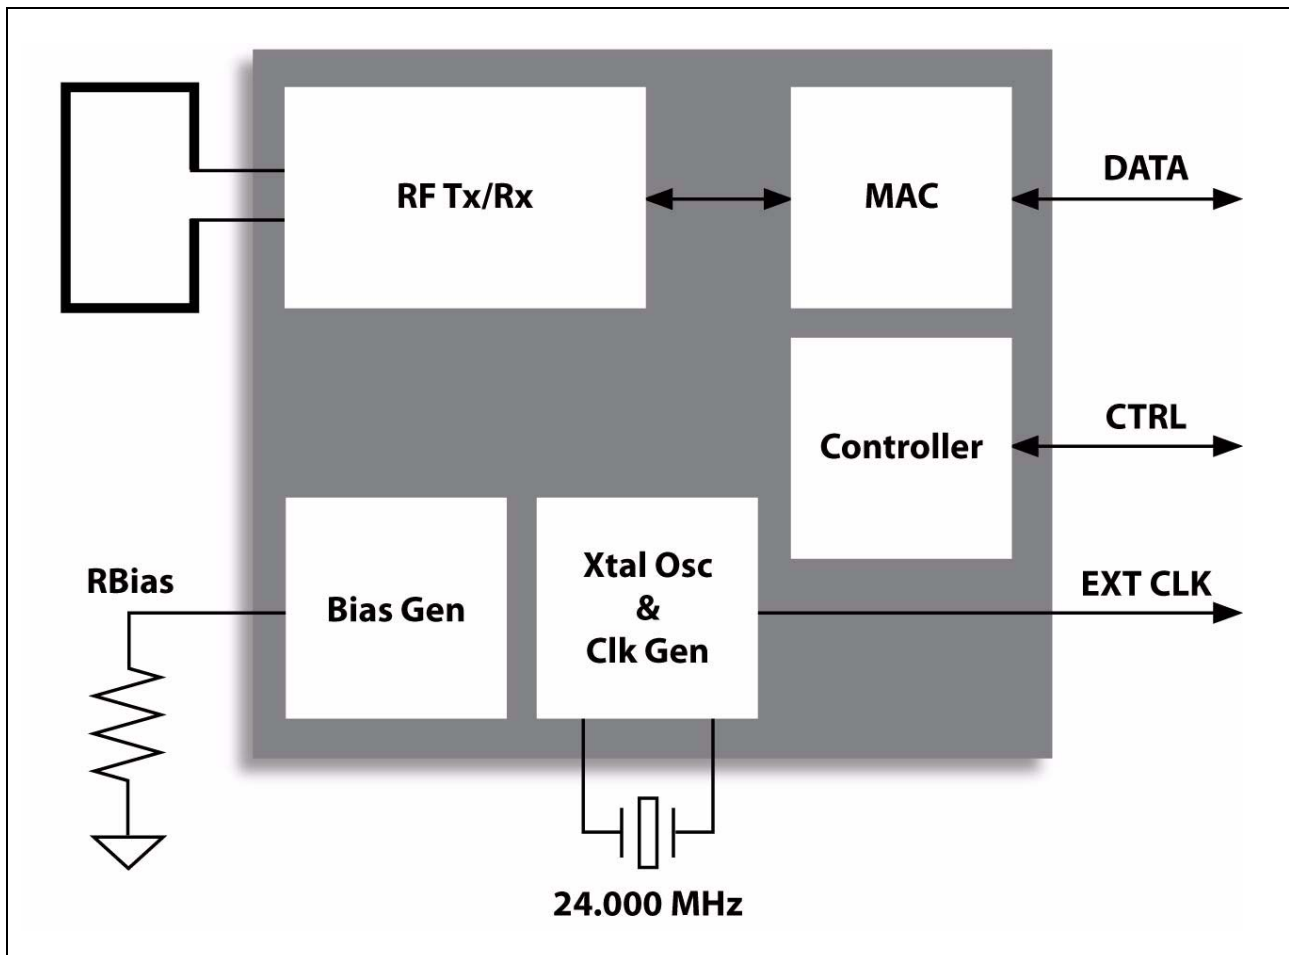 RF Tx/Rx
MAC
DATA
Controller
CTRL
RBias
Bias Gen
Xtal Osc
&
Clk Gen
EXT CLK
24.000 MHz